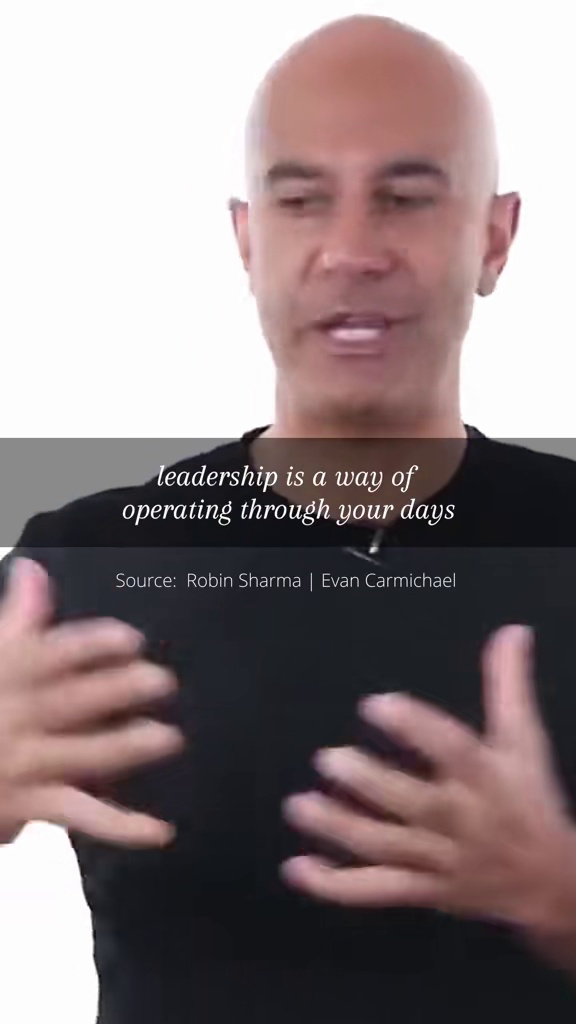 leadership is a way of
operating through your days
Source:  Robin Sharma | Evan Carmichael